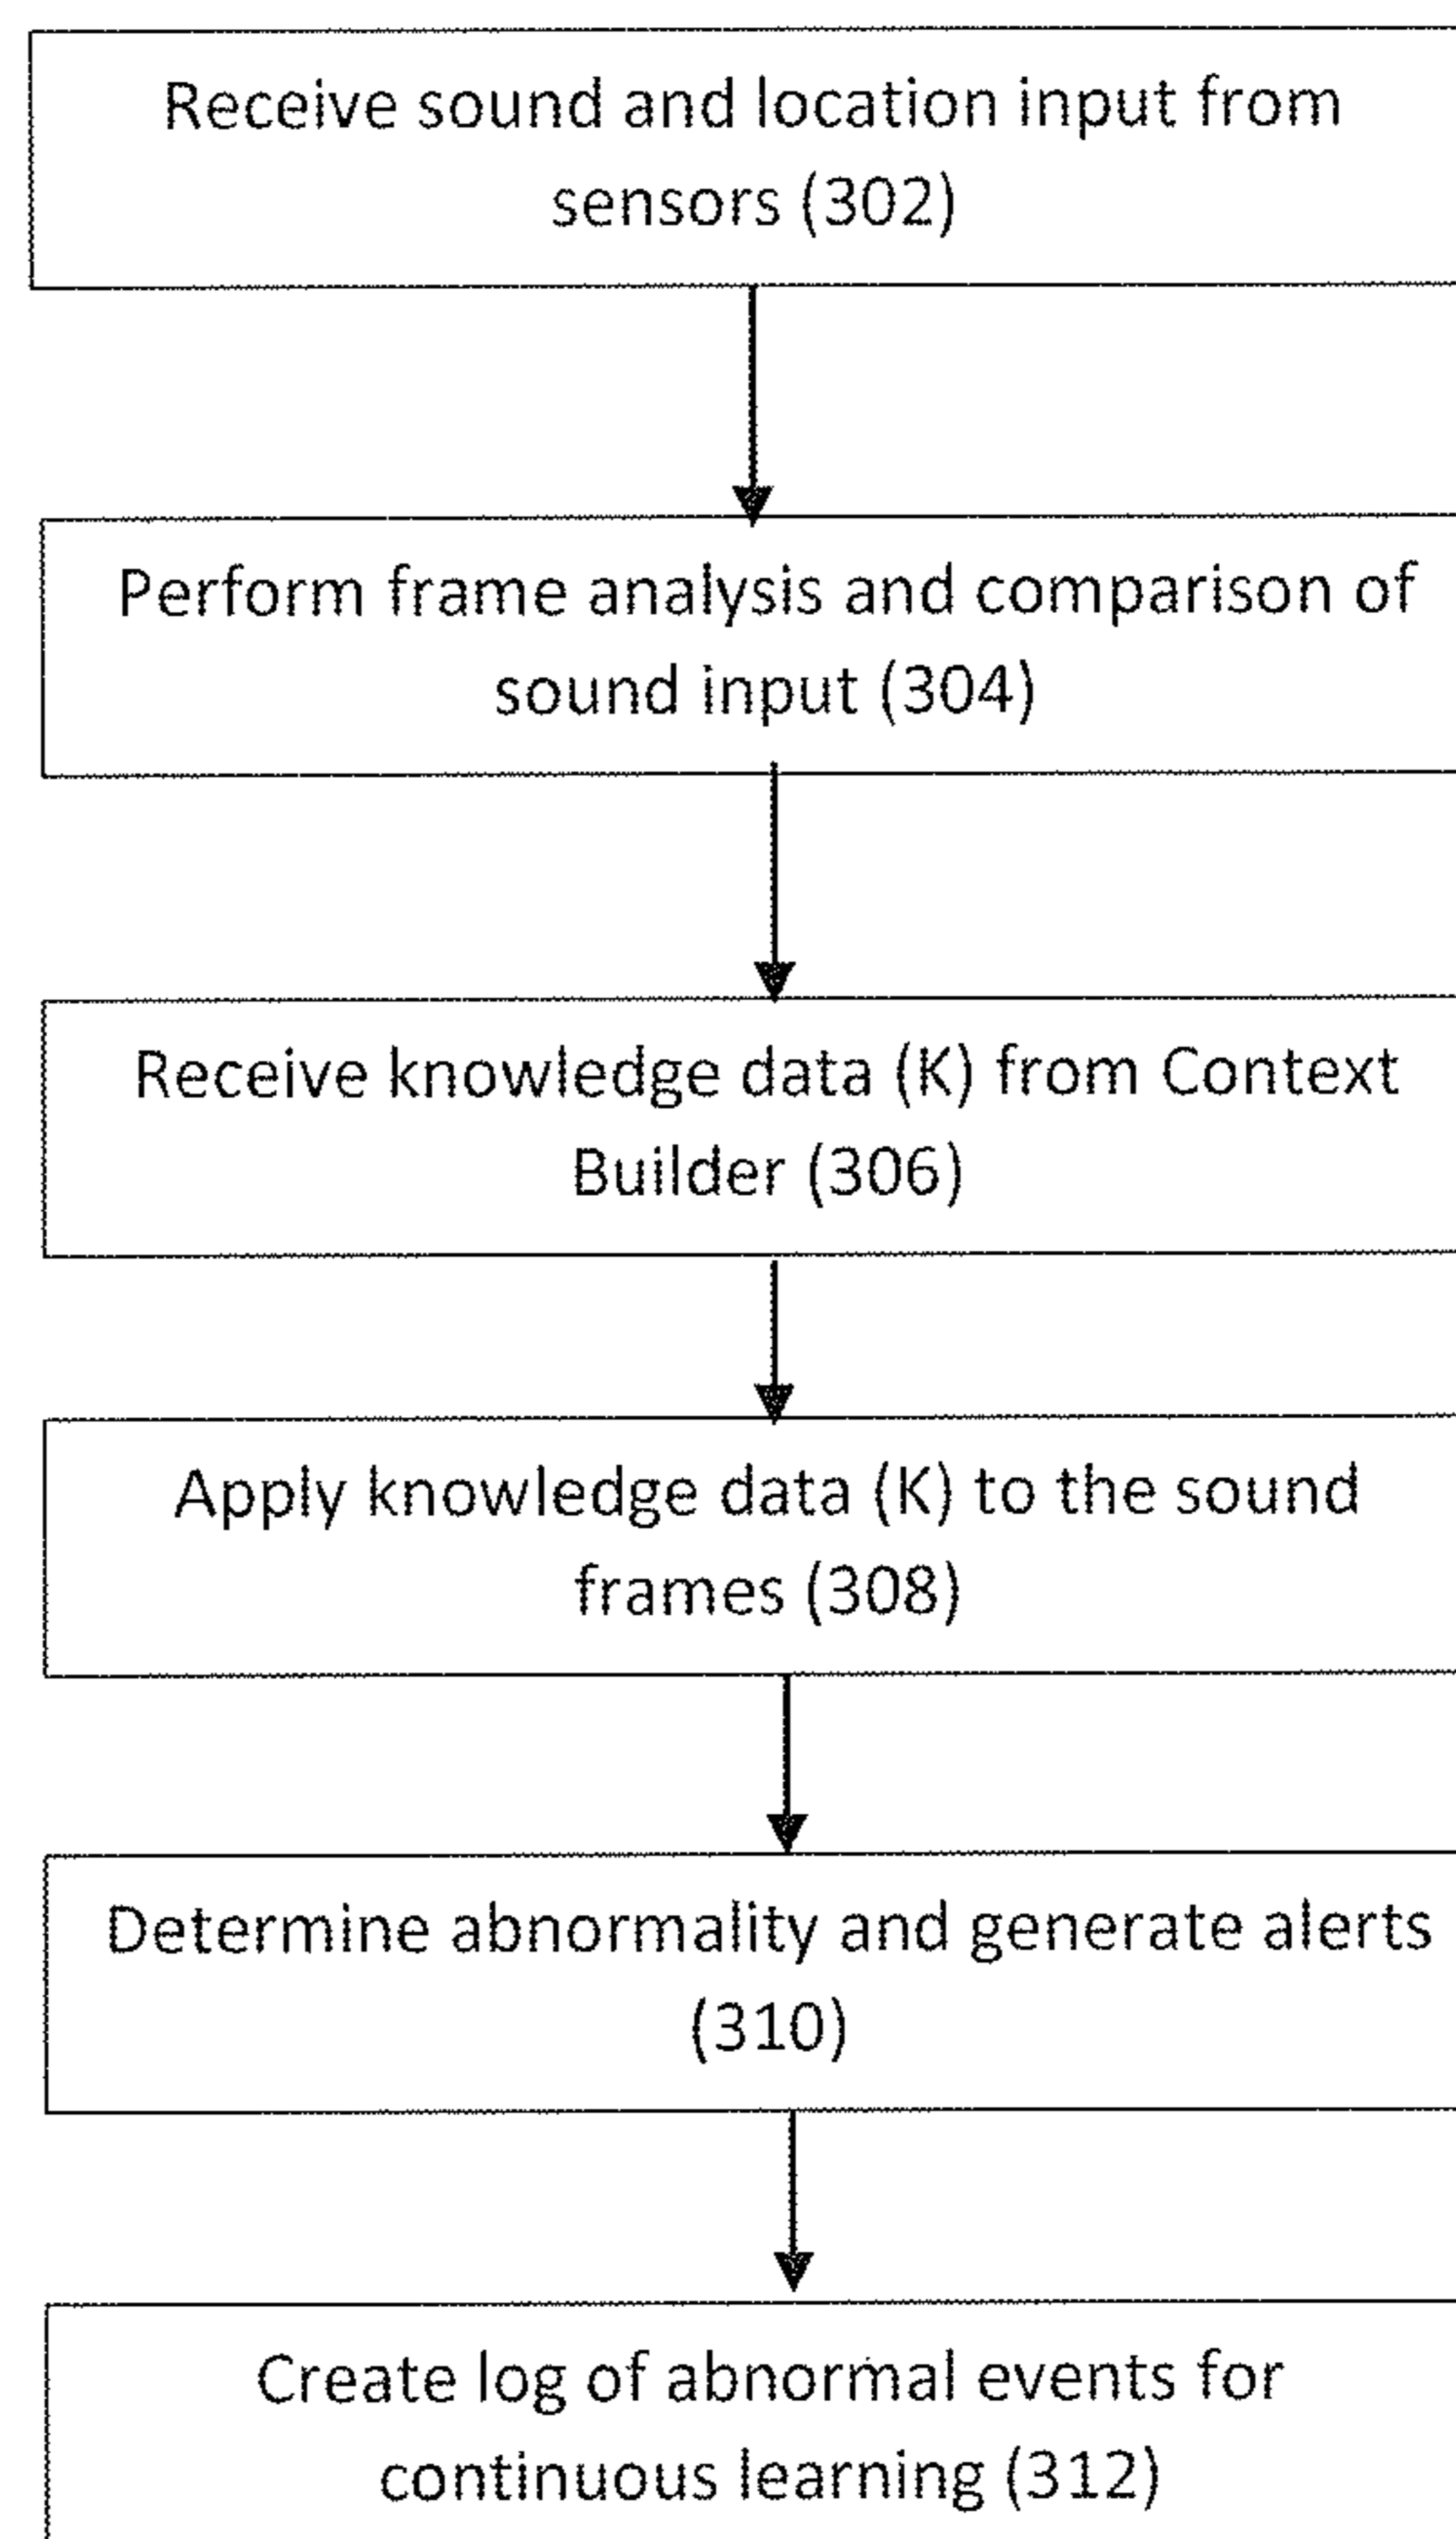 Receive sound and location input from
sensors (302)
Perform frame analysis and comparison of
sound input (304)
Receive knowledge data (K) from Context
Builder (306)
Apply knowledge data (K) to the sound
frames (308)
Determine abnormality and generate alerts
(310)
Create log of abnormal events for
continuous learning (312)